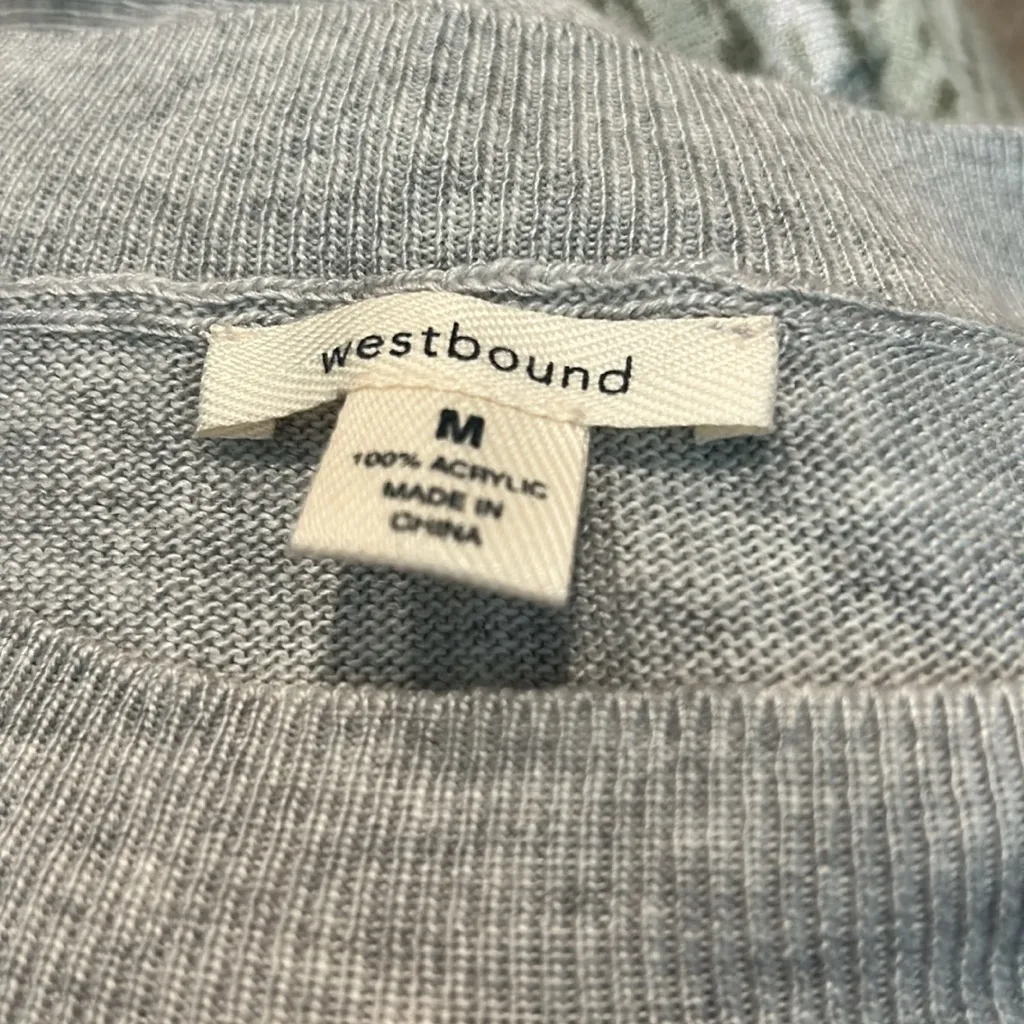 westbound
M
100% ACRYLIC
MADE IN
CHINA